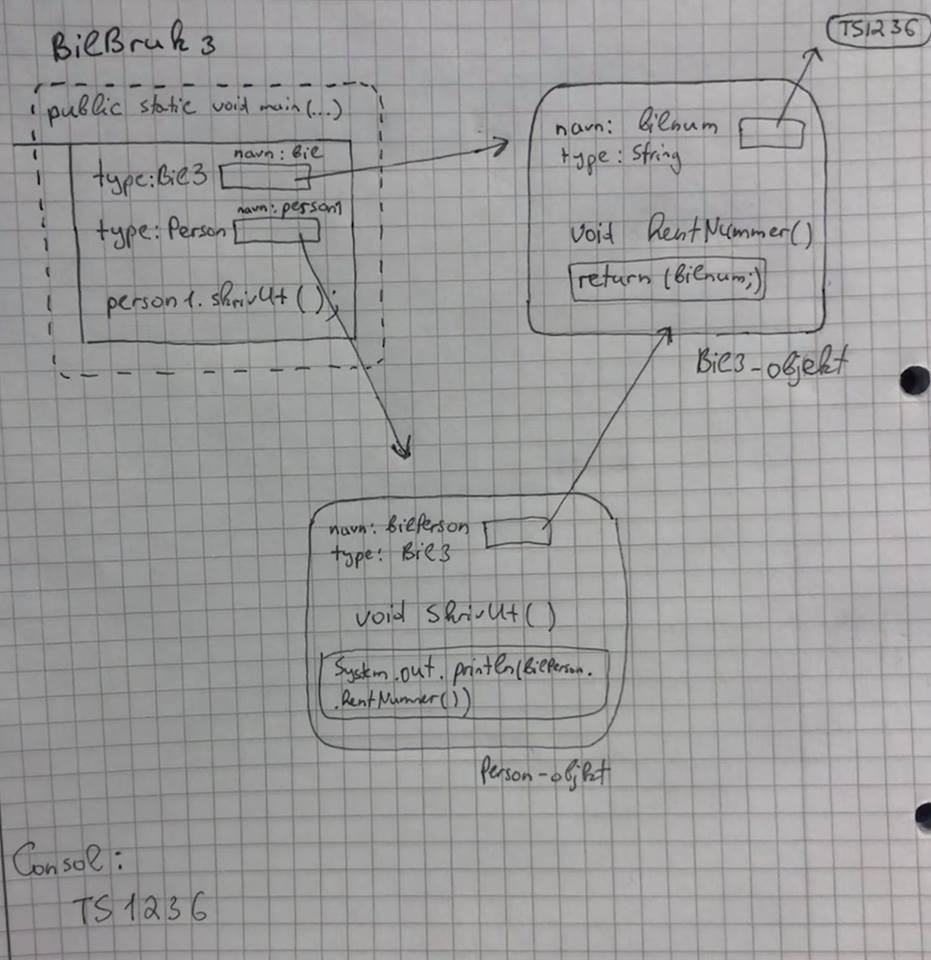 BilBruk 3
public static void main(...)
navn: Bil
type: Bil3
navn: person1
type: Person
person1. skrivUt ();
TS1236
navn: Bilnum
type: String
void HentNummer()
return (Bilnum;)
Bil3-objekt
navn: BilPerson
type: Bil3
void SkrivUt ( )
System.out.println(BilPerson.
.HentNummer())
Person-objekt
Consol:
TS1236